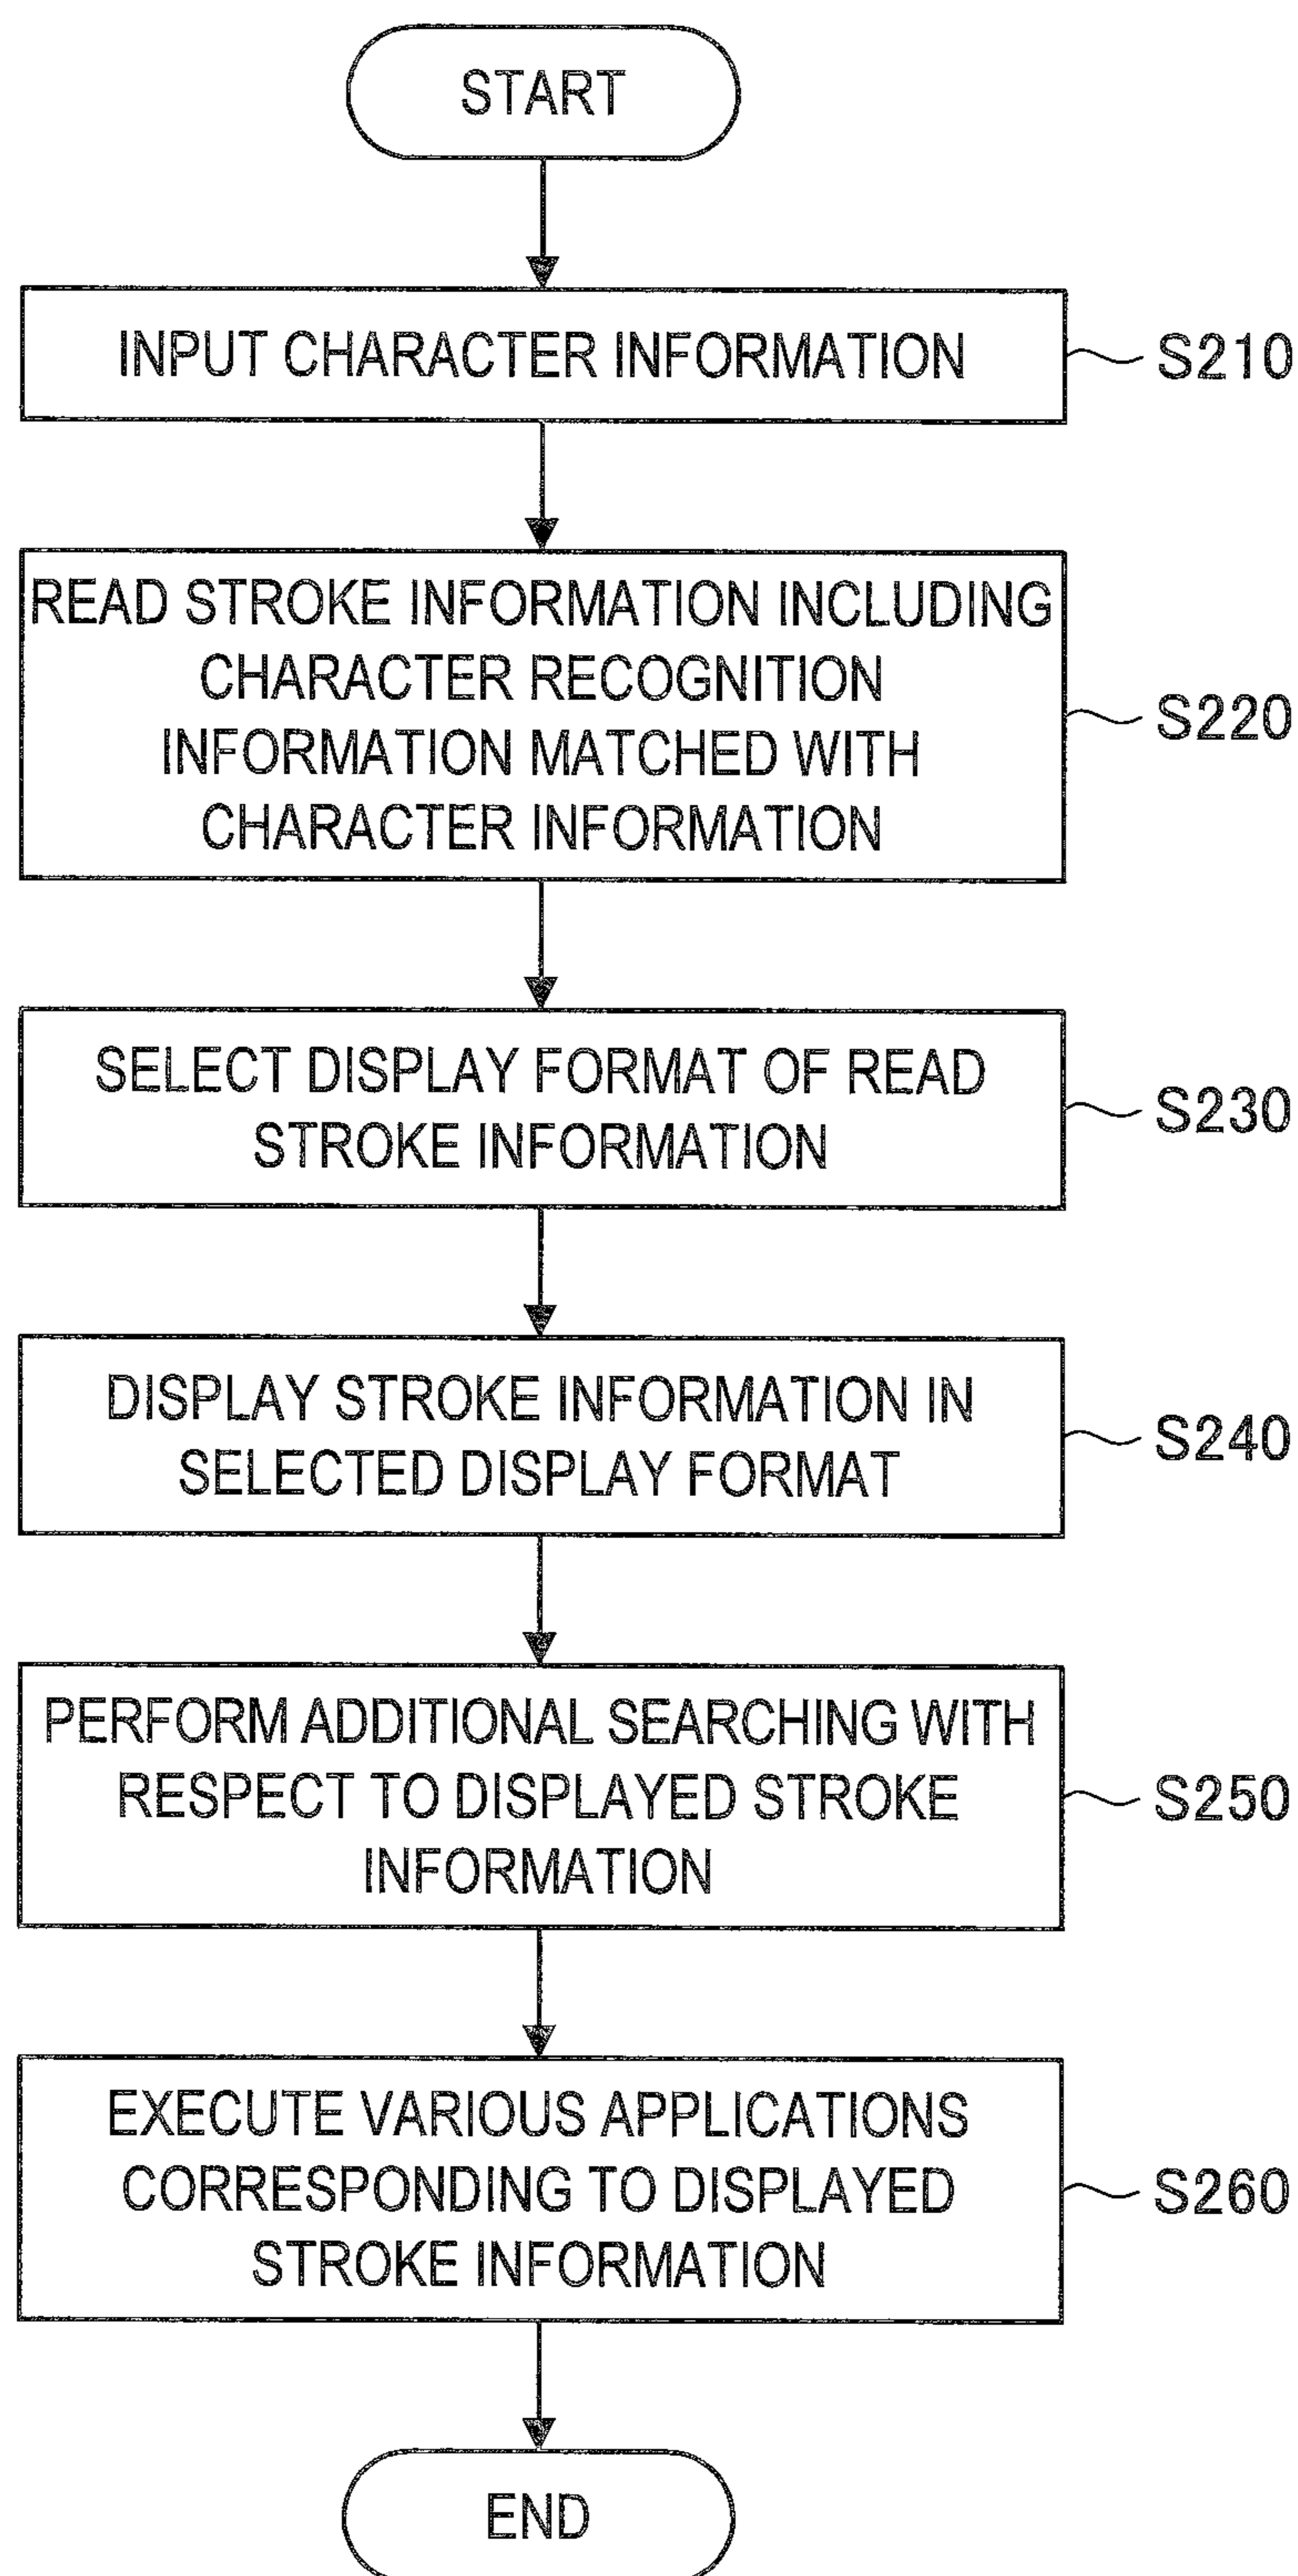 START
INPUT CHARACTER INFORMATION
S210
READ STROKE INFORMATION INCLUDING
CHARACTER RECOGNITION
INFORMATION MATCHED WITH
CHARACTER INFORMATION
S220
SELECT DISPLAY FORMAT OF READ
STROKE INFORMATION
S230
DISPLAY STROKE INFORMATION IN
SELECTED DISPLAY FORMAT
S240
PERFORM ADDITIONAL SEARCHING WITH
RESPECT TO DISPLAYED STROKE
INFORMATION
S250
EXECUTE VARIOUS APPLICATIONS
CORRESPONDING TO DISPLAYED
STROKE INFORMATION
S260
END